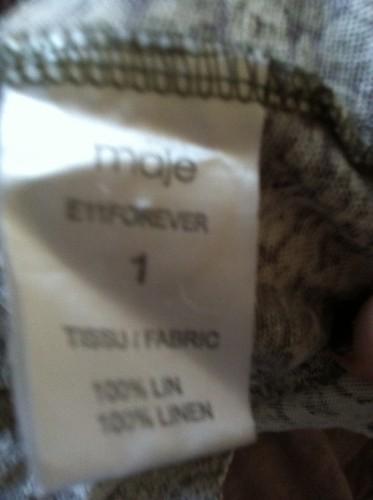 maje
E11FOREVER
1
TISSU / FABRIC
100% LIN
100% LINEN